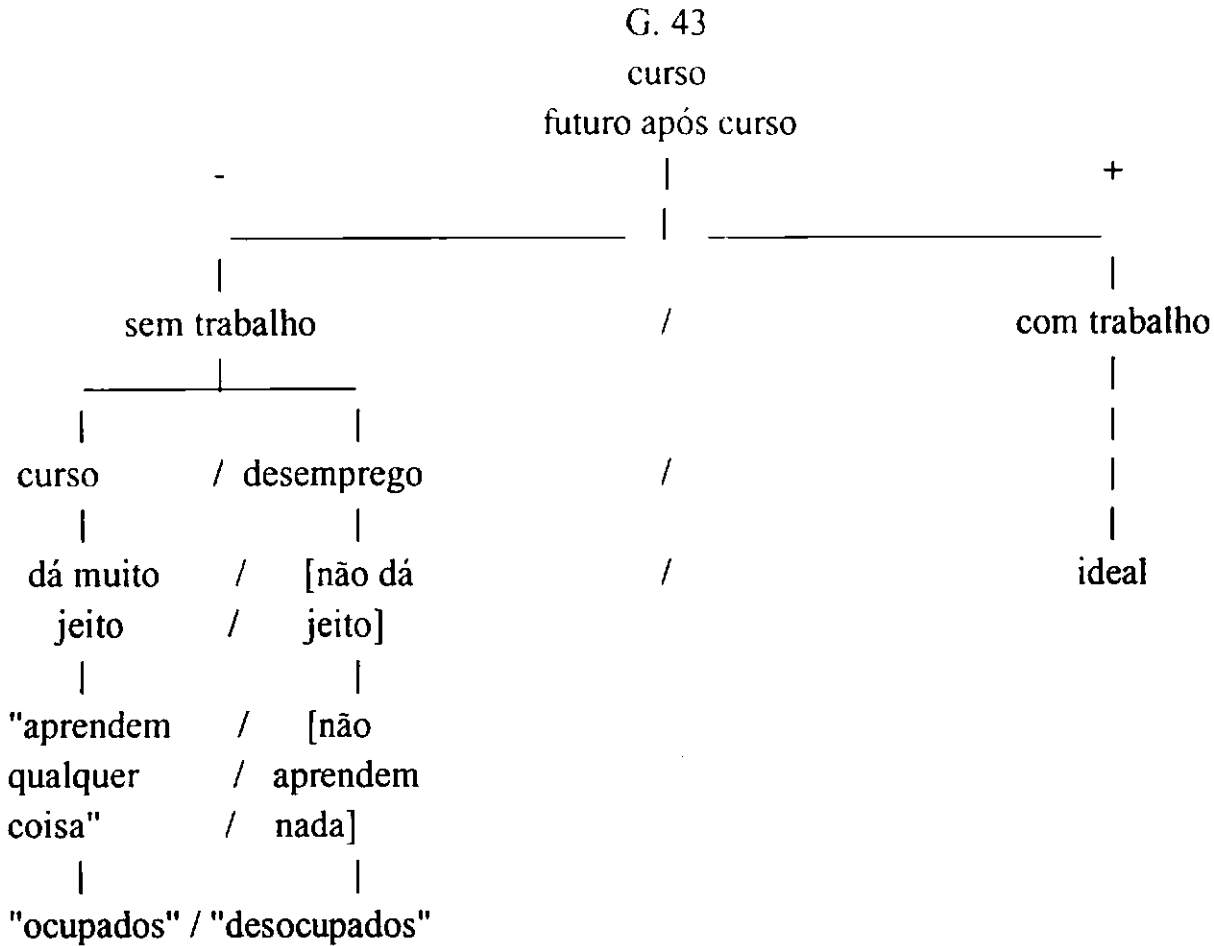 G. 43
curso
futuro após curso
- +
sem trabalho / com trabalho
curso / desemprego /
dá muito / [não dá / ideal
jeito / jeito]
"aprendem / [não
qualquer / aprendem
coisa" / nada]
"ocupados" / "desocupados"